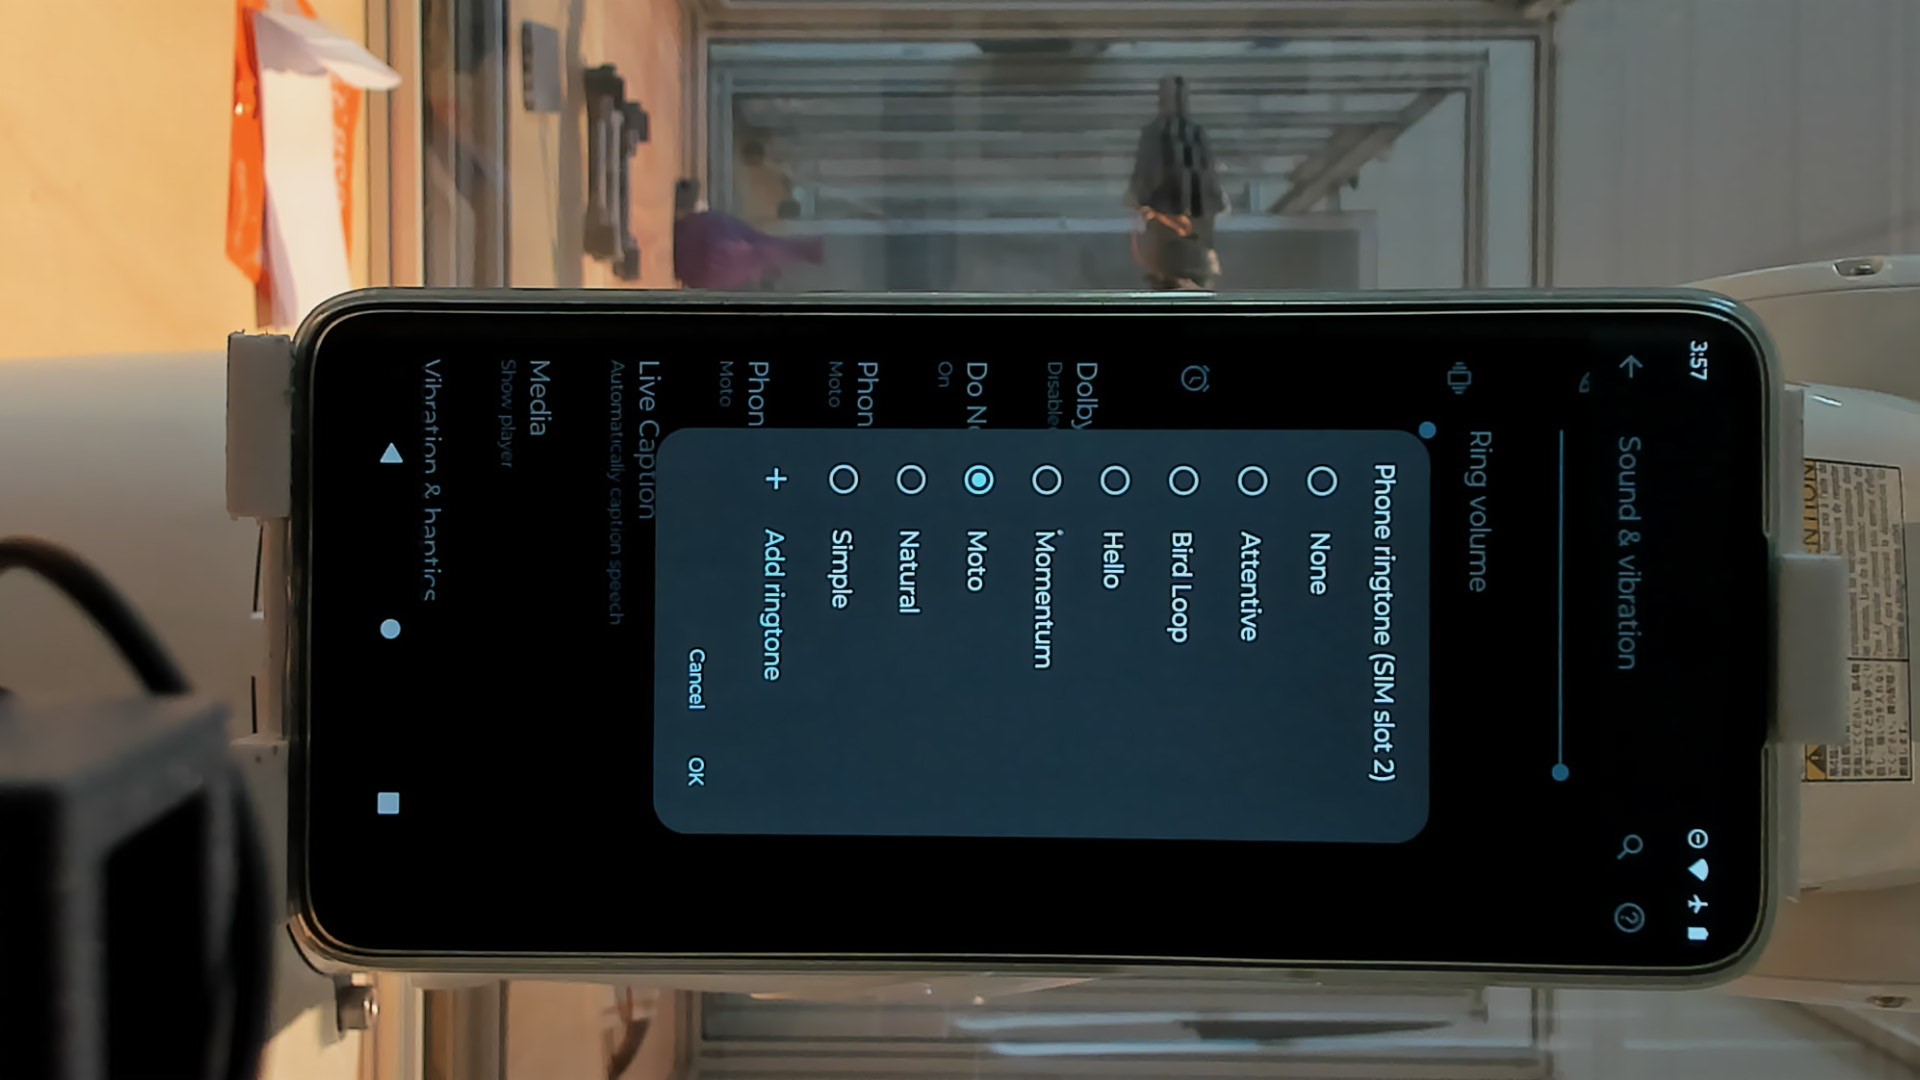 3:57
Sound & vibration
Ring volume
Phone ringtone (SIM slot 2)
None
Attentive
Bird Loop
Hello
Momentum
Moto
Natural
Simple
+ Add ringtone
Cancel OK
Dolby
Disabled
Do N
On
Phon
Moto
Phon
Moto
Live Caption
Automatically caption speech
Media
Show player
Vibration & haptics